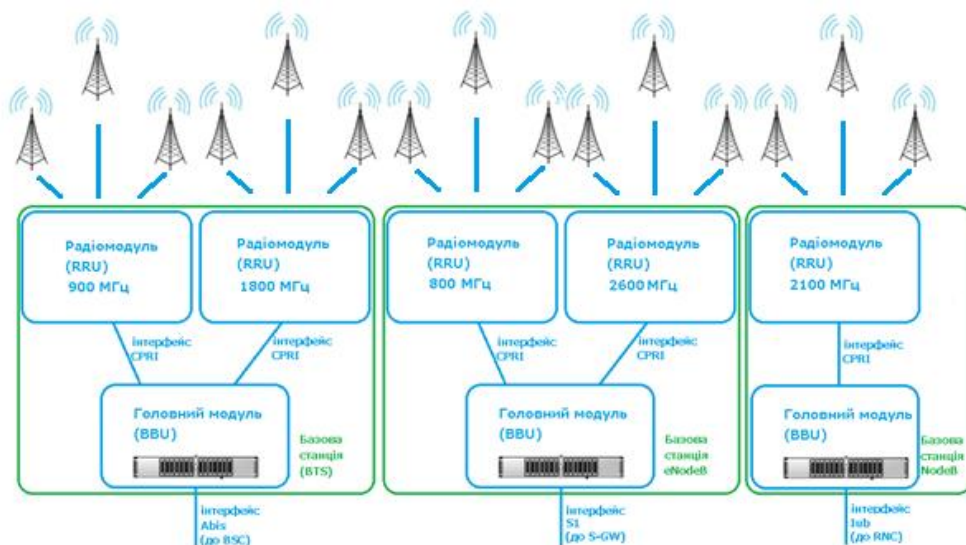 Радіомодуль
(RRU)
900 МГц
Радіомодуль
(RRU)
1800 МГц
Радіомодуль
(RRU)
800 МГц
Радіомодуль
(RRU)
2600 МГц
Радіомодуль
(RRU)
2100 МГц
інтерфейс
CPRI
інтерфейс
CPRI
інтерфейс
CPRI
інтерфейс
CPRI
інтерфейс
CPRI
Головний модуль
(BBU)
Базова
станція
(BTS)
Головний модуль
(BBU)
Базова
станція
eNodeB
Головний модуль
(BBU)
Базова
станція
NodeB
інтерфейс
Abis
(до BSC)
інтерфейс
S1
(до S-GW)
інтерфейс
Iub
(до RNC)